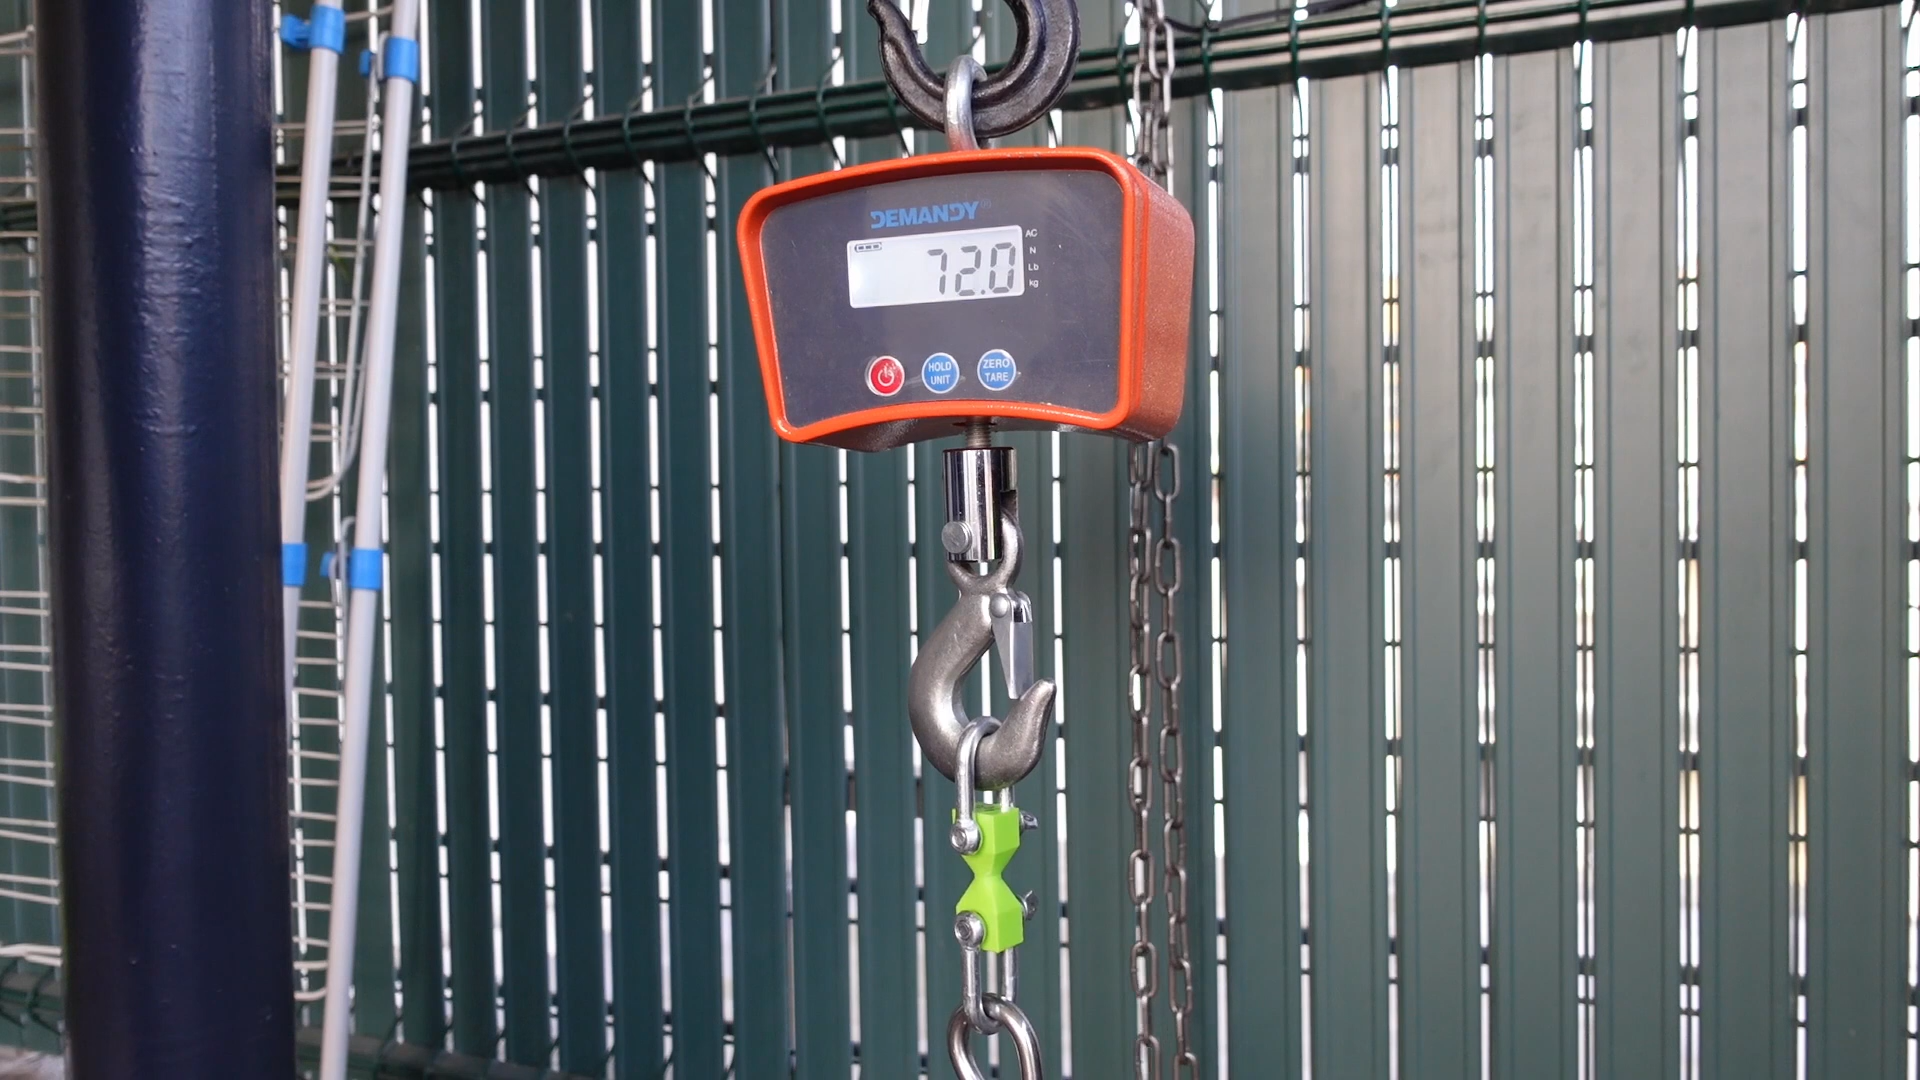 DEMANDY®
72.0
AC
N
Lb
kg
HOLD
UNIT
ZERO
TARE